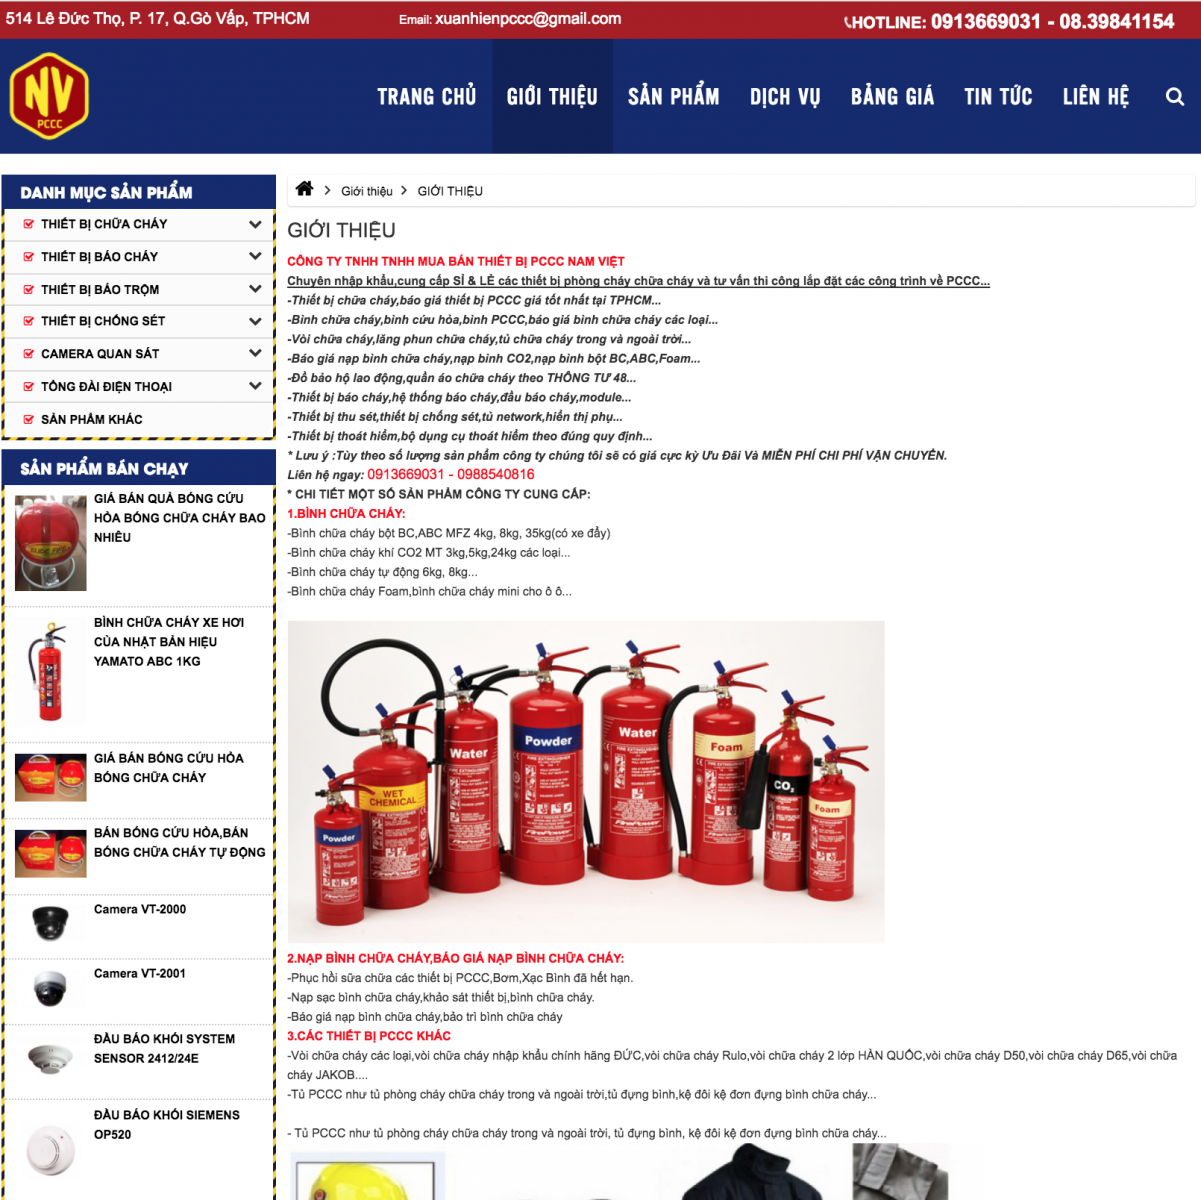 514 Lê Đức Thọ, P. 17, Q.Gò Vấp, TPHCM
Email: xuanhienpccc@gmail.com
HOTLINE: 0913669031 - 08.39841154
NV
PCCC
TRANG CHỦ
GIỚI THIỆU
SẢN PHẨM
DỊCH VỤ
BẢNG GIÁ
TIN TỨC
LIÊN HỆ
DANH MỤC SẢN PHẨM
THIẾT BỊ CHỮA CHÁY
THIẾT BỊ BÁO CHÁY
THIẾT BỊ BÁO TRỘM
THIẾT BỊ CHỐNG SÉT
CAMERA QUAN SÁT
TỔNG ĐÀI ĐIỆN THOẠI
SẢN PHẨM KHÁC
SẢN PHẨM BÁN CHẠY
GIÁ BÁN QUẢ BÓNG CỨU
HỎA BÓNG CHỮA CHÁY BAO
NHIÊU
BÌNH CHỮA CHÁY XE HƠI
CỦA NHẬT BẢN HIỆU
YAMATO ABC 1KG
GIÁ BÁN BÓNG CỨU HỎA
BÓNG CHỮA CHÁY
BÁN BÓNG CỨU HỎA,BÁN
BÓNG CHỮA CHÁY TỰ ĐỘNG
Camera VT-2000
Camera VT-2001
ĐẦU BÁO KHÓI SYSTEM
SENSOR 2412/24E
ĐẦU BÁO KHÓI SIEMENS
OP520
Giới thiệu
GIỚI THIỆU
GIỚI THIỆU
CÔNG TY TNHH TNHH MUA BÁN THIẾT BỊ PCCC NAM VIỆT
Chuyên nhập khẩu,cung cấp SỈ & LẺ các thiết bị phòng cháy chữa cháy và tư vấn thi công lắp đặt các công trình về PCCC...
-Thiết bị chữa cháy,báo giá thiết bị PCCC giá tốt nhất tại TPHCM...
-Bình chữa cháy,bình cứu hỏa,bình PCCC,báo giá bình chữa cháy các loại...
-Vòi chữa cháy,lăng phun chữa cháy,tủ chữa cháy trong và ngoài trời...
-Báo giá nạp bình chữa cháy,nạp bình CO2,nạp bình bột BC,ABC,Foam...
-Đồ bảo hộ lao động,quần áo chữa cháy theo THÔNG TƯ 48...
-Thiết bị báo cháy,hệ thống báo cháy,đầu báo cháy,module...
-Thiết bị thu sét,thiết bị chống sét,tủ network,hiển thị phụ...
-Thiết bị thoát hiểm,bộ dụng cụ thoát hiểm theo đúng quy định...
* Lưu ý :Tùy theo số lượng sản phẩm công ty chúng tôi sẽ có giá cực kỳ Ưu Đãi Và MIỄN PHÍ CHI PHÍ VẬN CHUYỂN.
Liên hệ ngay: 0913669031 - 0988540816
* CHI TIẾT MỘT SỐ SẢN PHẨM CÔNG TY CUNG CẤP:
1.BÌNH CHỮA CHÁY:
-Bình chữa cháy bột BC,ABC MFZ 4kg, 8kg, 35kg(có xe đẩy)
-Bình chữa cháy khí CO2 MT 3kg,5kg,24kg các loại...
-Bình chữa cháy tự động 6kg, 8kg...
-Bình chữa cháy Foam,bình chữa cháy mini cho ô ô...
Powder
WET
CHEMICAL
Water
Powder
FIRE EXTINGUISHER
Water
FIRE EXTINGUISHER
Foam
CO2
Foam
FirePower
2.NẠP BÌNH CHỮA CHÁY,BÁO GIÁ NẠP BÌNH CHỮA CHÁY:
-Phục hồi sữa chữa các thiết bị PCCC,Bơm,Xạc Bình đã hết hạn.
-Nạp sạc bình chữa cháy,khảo sát thiết bị,bình chữa cháy.
-Báo giá nạp bình chữa cháy,bảo trì bình chữa cháy
3.CÁC THIẾT BỊ PCCC KHÁC
-Vòi chữa cháy các loại,vòi chữa cháy nhập khẩu chính hãng ĐỨC,vòi chữa cháy Rulo,vòi chữa cháy 2 lớp HÀN QUỐC,vòi chữa cháy D50,vòi chữa cháy D65,vòi chữa
cháy JAKOB....
-Tủ PCCC như tủ phòng cháy chữa cháy trong và ngoài trời,tủ đựng bình,kệ đôi kệ đơn đựng bình chữa cháy...
- Tủ PCCC như tủ phòng cháy chữa cháy trong và ngoài trời, tủ đựng bình, kệ đôi kệ đơn đựng bình chữa cháy...